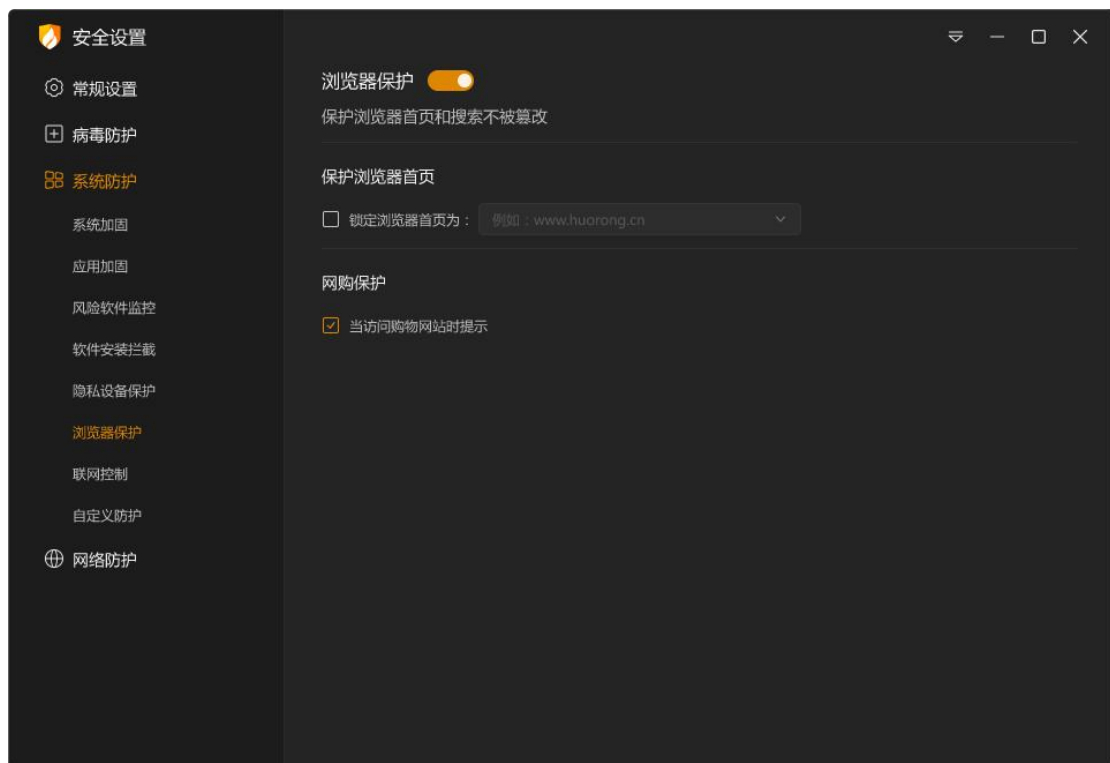 安全设置
常规设置
病毒防护
系统防护
系统加固
应用加固
风险软件监控
软件安装拦截
隐私设备保护
浏览器保护
联网控制
自定义防护
网络防护
浏览器保护
保护浏览器首页和搜索不被篡改
保护浏览器首页
锁定浏览器首页为： 例如：www.huorong.cn
网购保护
当访问购物网站时提示